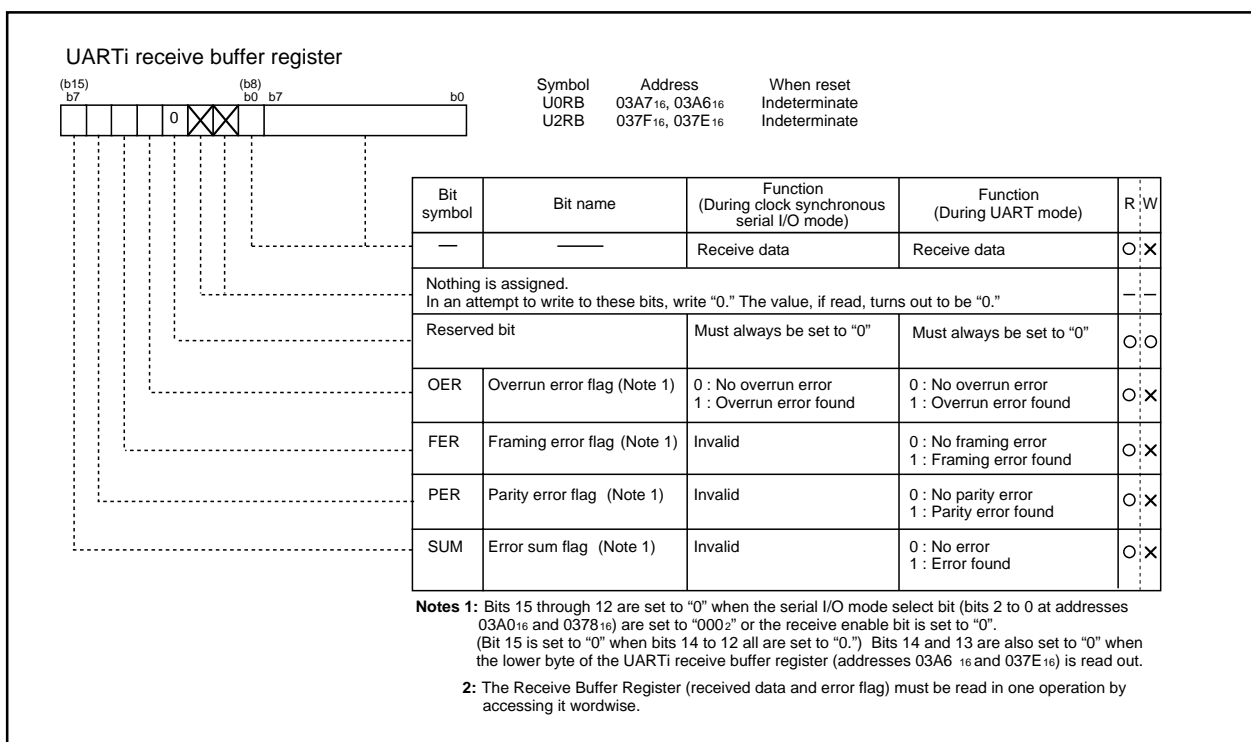 UARTi receive buffer register
(b15) (b8)
b7 b0 b7 b0
0
Symbol Address When reset
U0RB 03A7₁₆, 03A6₁₆ Indeterminate
U2RB 037F₁₆, 037E₁₆ Indeterminate
Bit symbol Bit name Function (During clock synchronous serial I/O mode) Function (During UART mode) R W
— — Receive data Receive data O X
Nothing is assigned.
In an attempt to write to these bits, write “0.” The value, if read, turns out to be “0.” – –
Reserved bit Must always be set to “0” Must always be set to “0” O O
OER Overrun error flag (Note 1) 0 : No overrun error 0 : No overrun error O X
1 : Overrun error found 1 : Overrun error found
FER Framing error flag (Note 1) Invalid 0 : No framing error O X
1 : Framing error found
PER Parity error flag (Note 1) Invalid 0 : No parity error O X
1 : Parity error found
SUM Error sum flag (Note 1) Invalid 0 : No error O X
1 : Error found
Notes 1: Bits 15 through 12 are set to “0” when the serial I/O mode select bit (bits 2 to 0 at addresses
03A0₁₆ and 0378₁₆) are set to “000₂” or the receive enable bit is set to “0”.
(Bit 15 is set to “0” when bits 14 to 12 all are set to “0.”) Bits 14 and 13 are also set to “0” when
the lower byte of the UARTi receive buffer register (addresses 03A6 ₁₆ and 037E₁₆) is read out.
2: The Receive Buffer Register (received data and error flag) must be read in one operation by
accessing it wordwise.